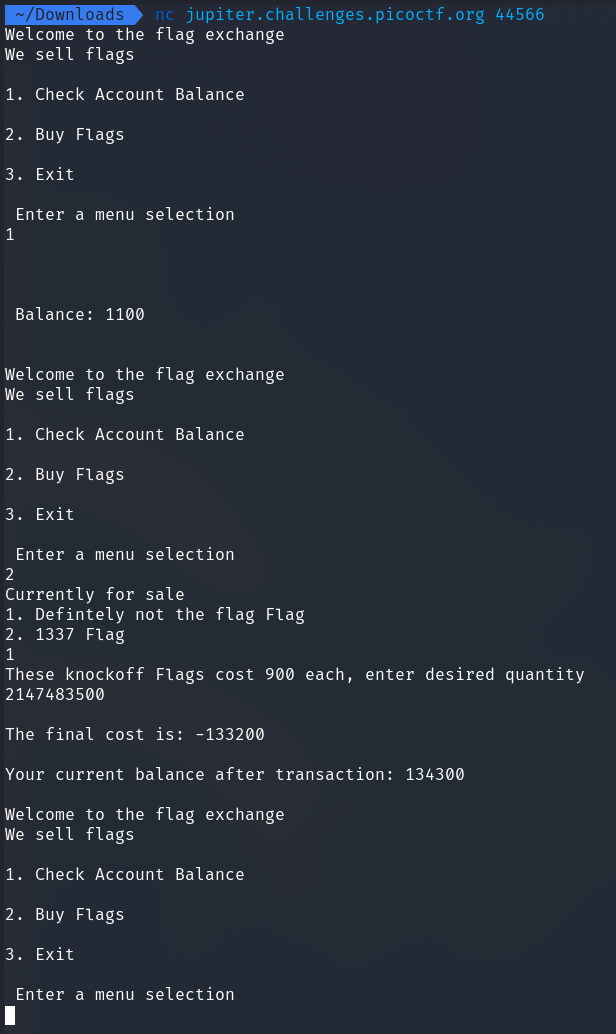 ~/Downloads nc jupiter.challenges.picoctf.org 44566
Welcome to the flag exchange
We sell flags
1. Check Account Balance
2. Buy Flags
3. Exit
Enter a menu selection
1
Balance: 1100
Welcome to the flag exchange
We sell flags
1. Check Account Balance
2. Buy Flags
3. Exit
Enter a menu selection
2
Currently for sale
1. Defintely not the flag Flag
2. 1337 Flag
1
These knockoff Flags cost 900 each, enter desired quantity
2147483500
The final cost is: -133200
Your current balance after transaction: 134300
Welcome to the flag exchange
We sell flags
1. Check Account Balance
2. Buy Flags
3. Exit
Enter a menu selection